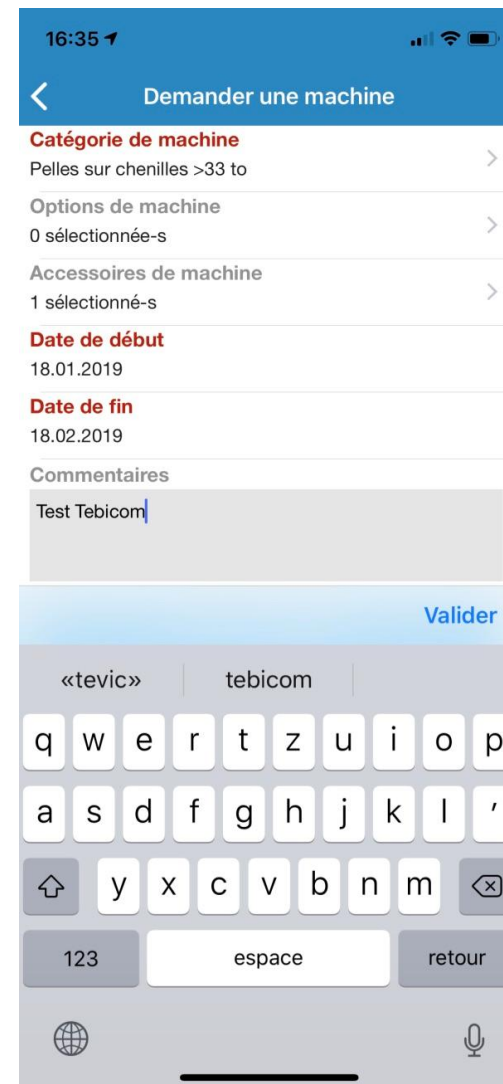 16:35
Demander une machine
Catégorie de machine
Pelles sur chenilles >33 to
Options de machine
0 sélectionnée-s
Accessoires de machine
1 sélectionné-s
Date de début
18.01.2019
Date de fin
18.02.2019
Commentaires
Test Tebicom
Valider
«tevic» tebicom
q w e r t z u i o p
a s d f g h j k l ′
y x c v b n m
123 espace retour